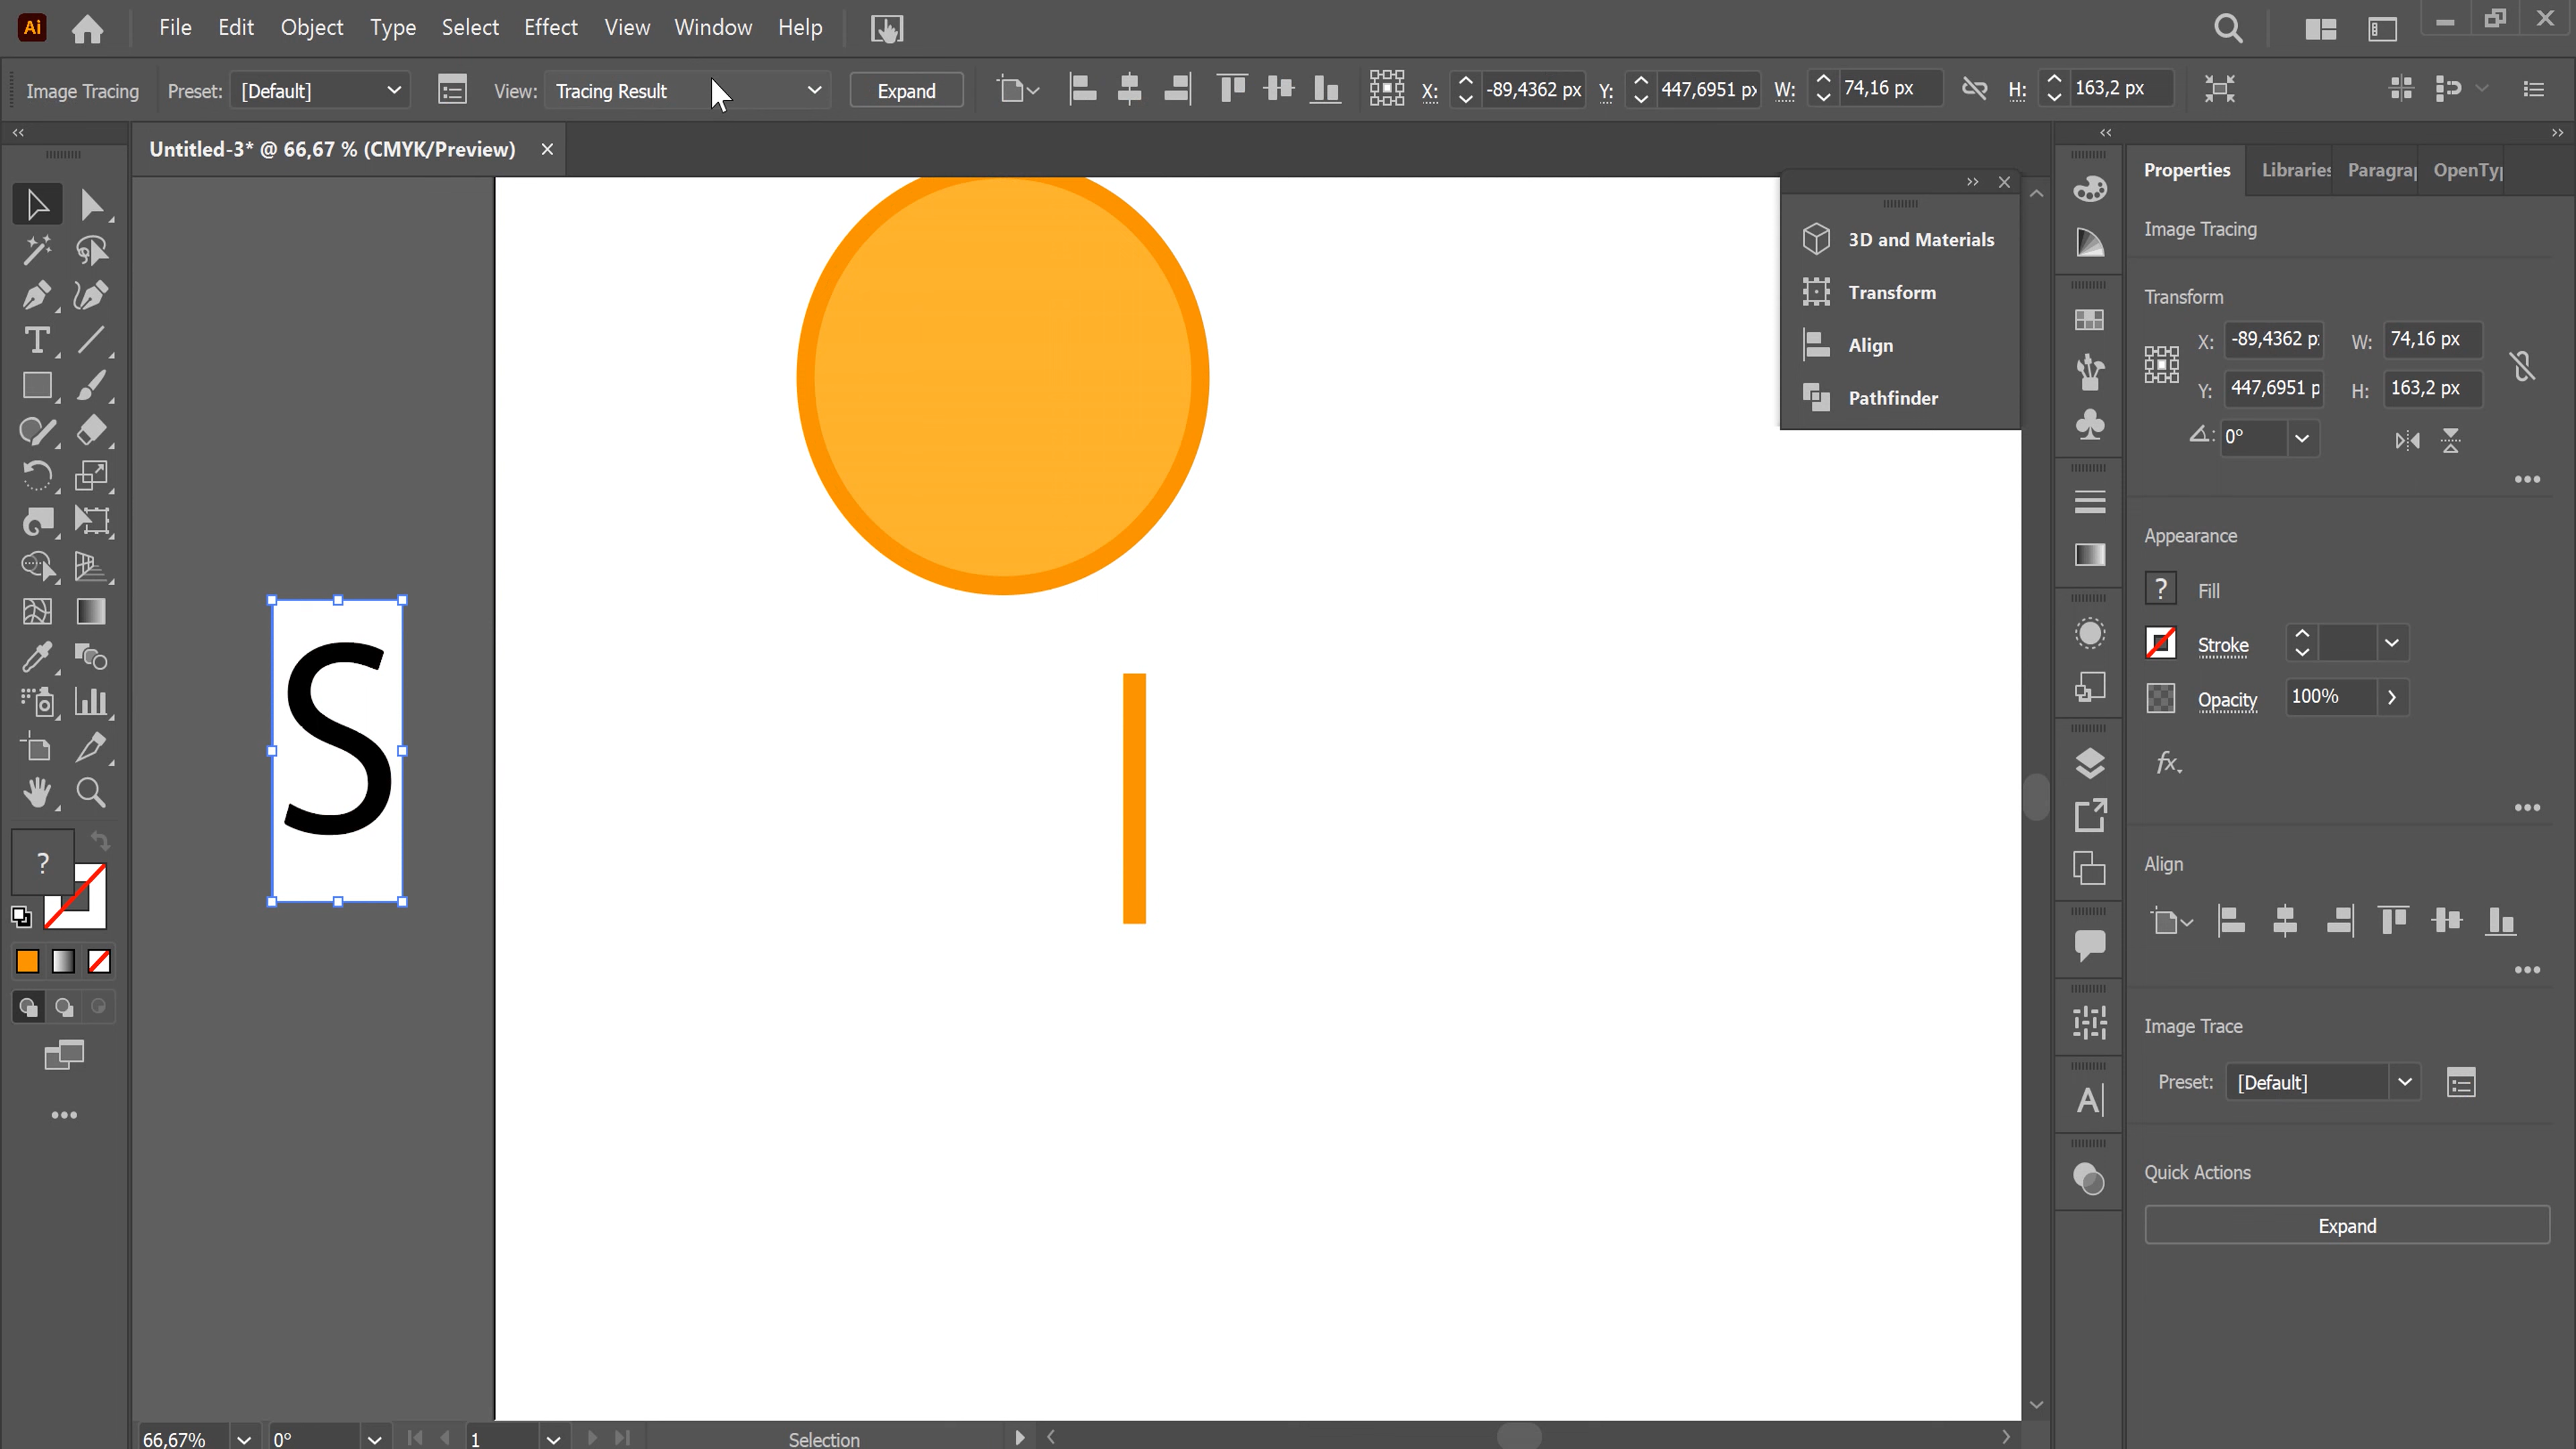 Ai File Edit Object Type Select Effect View Window Help
Image Tracing Preset: [Default] View: Tracing Result Expand X: -89,4362 px Y: 447,6951 px W: 74,16 px H: 163,2 px
Untitled-3* @ 66,67 % (CMYK/Preview)
3D and Materials
Transform
Align
Pathfinder
S
?
Properties Libraries Paragra OpenTy
Image Tracing
Transform
X: -89,4362 p W: 74,16 px
Y: 447,6951 p H: 163,2 px
0°
Appearance
? Fill
Stroke
Opacity 100%
fx
Align
Image Trace
Preset: [Default]
Quick Actions
Expand
66,67% 0° 1 Selection